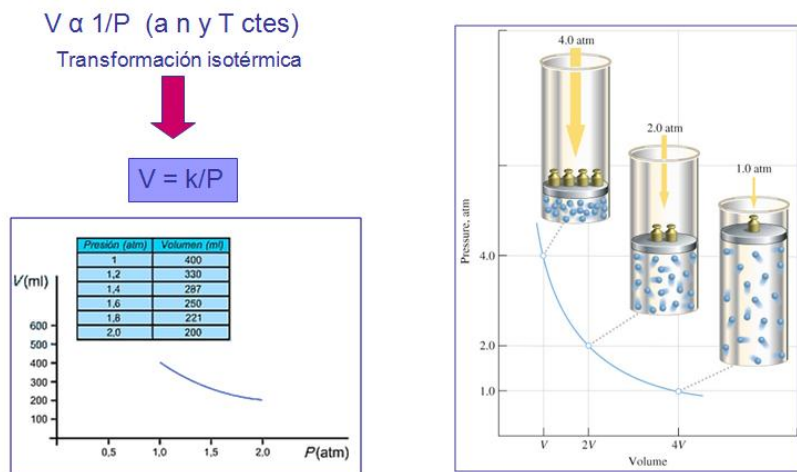 V α 1/P (a n y T ctes)
Transformación isotérmica
V = k/P
Presión (atm) Volumen (ml)
1 400
1,2 330
1,4 287
1,6 250
1,8 221
2,0 200
V(ml)
600
500
400
300
200
100
0,5 1,0 1,5 2,0 P(atm)
4.0 atm
2.0 atm
1.0 atm
Pressure, atm
4.0
2.0
1.0
V 2V 4V
Volume